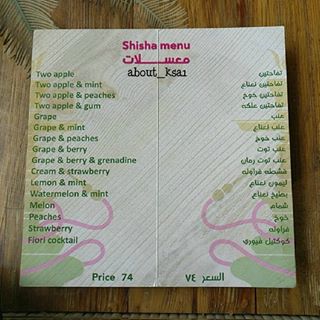 Shisha menu
معسلات
about_ksa1
Two apple تفاحتين
Two apple & mint تفاحتين نعناع
Two apple & peaches تفاحتين خوخ
Two apple & gum تفاحتين علكه
Grape عنب
Grape & mint عنب نعناع
Grape & peaches عنب خوخ
Grape & berry عنب توت
Grape & berry & grenadine عنب توت رمان
Cream & strawberry قشطه فراوله
Lemon & mint ليمون نعناع
Watermelon & mint بطيخ نعناع
Melon شمام
Peaches خوخ
Strawberry فراوله
Fiori cocktail كوكتيل فيوري
Price 74 السعر ٧٤